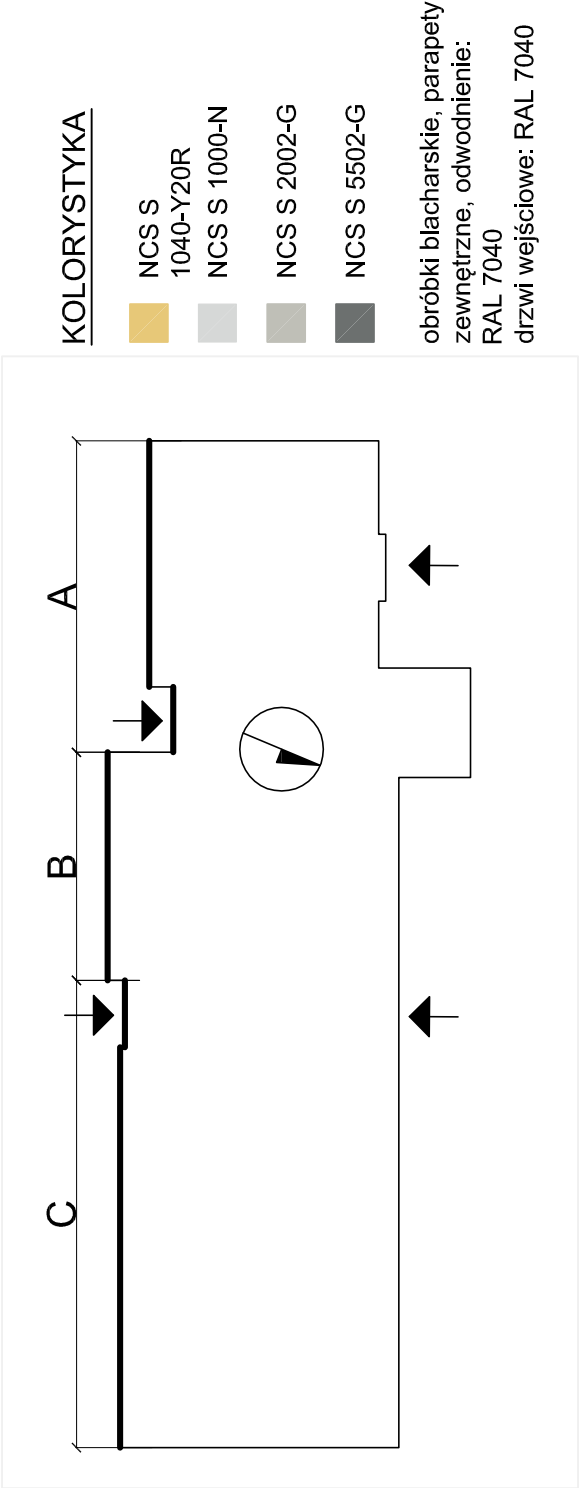 KOLORYSTYKA
NCS S
1040-Y20R
NCS S 1000-N
NCS S 2002-G
NCS S 5502-G
obróbki blacharskie, parapety
zewnętrzne, odwodnienie:
RAL 7040
drzwi wejściowe: RAL 7040
C
B
A